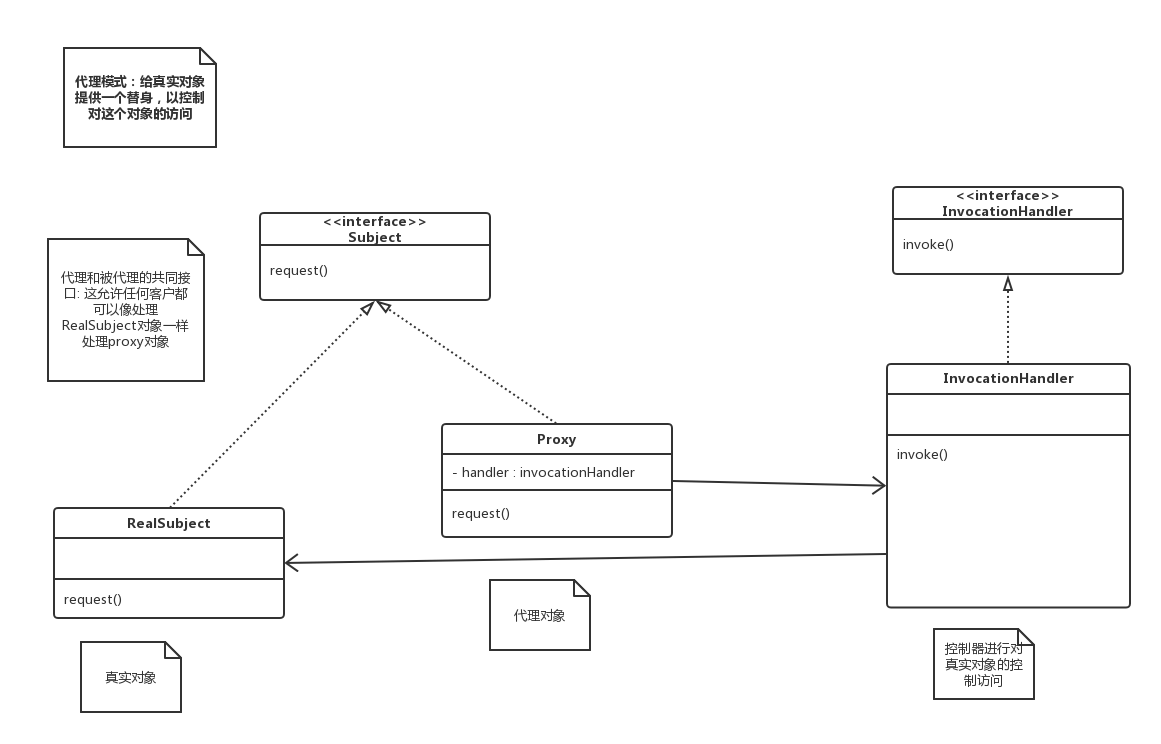 代理模式：给真实对象
提供一个替身，以控制
对这个对象的访问
<<interface>>
InvocationHandler
invoke()
<<interface>>
Subject
request()
代理和被代理的共同接
口: 这允许任何客户都
可以像处理
RealSubject对象一样
处理proxy对象
InvocationHandler
invoke()
Proxy
- handler : invocationHandler
request()
RealSubject
request()
代理对象
真实对象
控制器进行对
真实对象的控
制访问